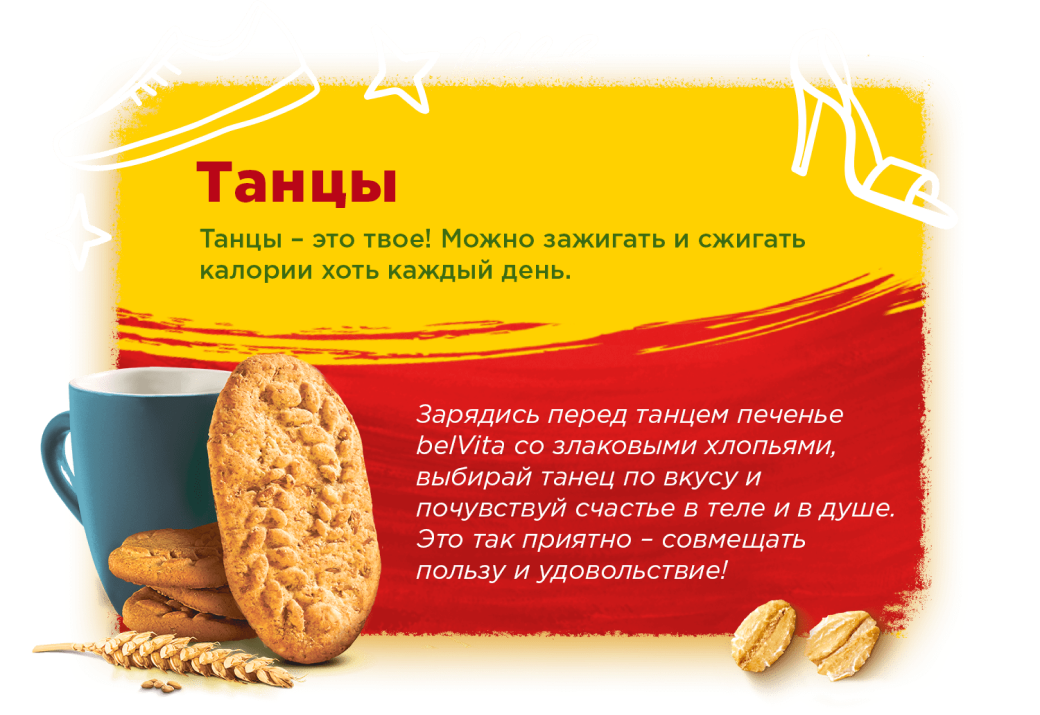 Танцы
Танцы – это твое! Можно зажигать и сжигать
калории хоть каждый день.
Зарядись перед танцем печенье
belVita со злаковыми хлопьями,
выбирай танец по вкусу и
почувствуй счастье в теле и в душе.
Это так приятно – совмещать
пользу и удовольствие!